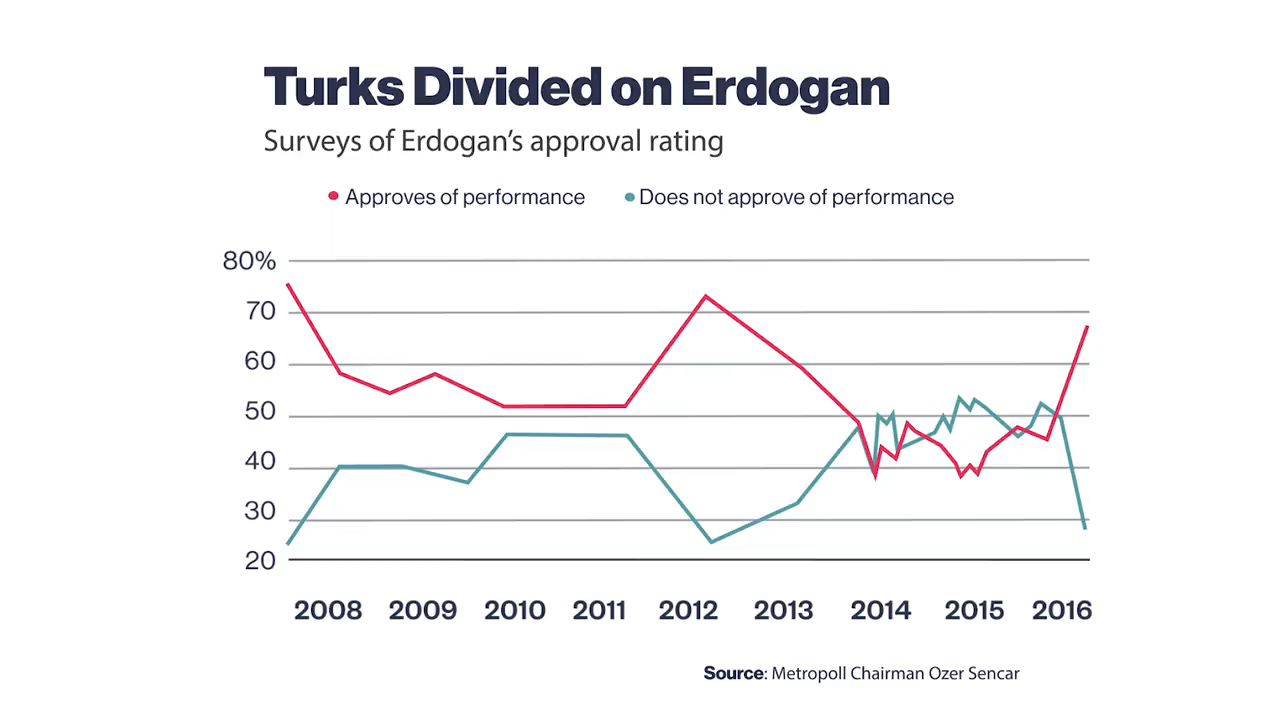 Turks Divided on Erdogan
Surveys of Erdogan's approval rating
• Approves of performance • Does not approve of performance
80%
70
60
50
40
30
20
2008 2009 2010 2011 2012 2013 2014 2015 2016
Source: Metropoll Chairman Ozer Sencar